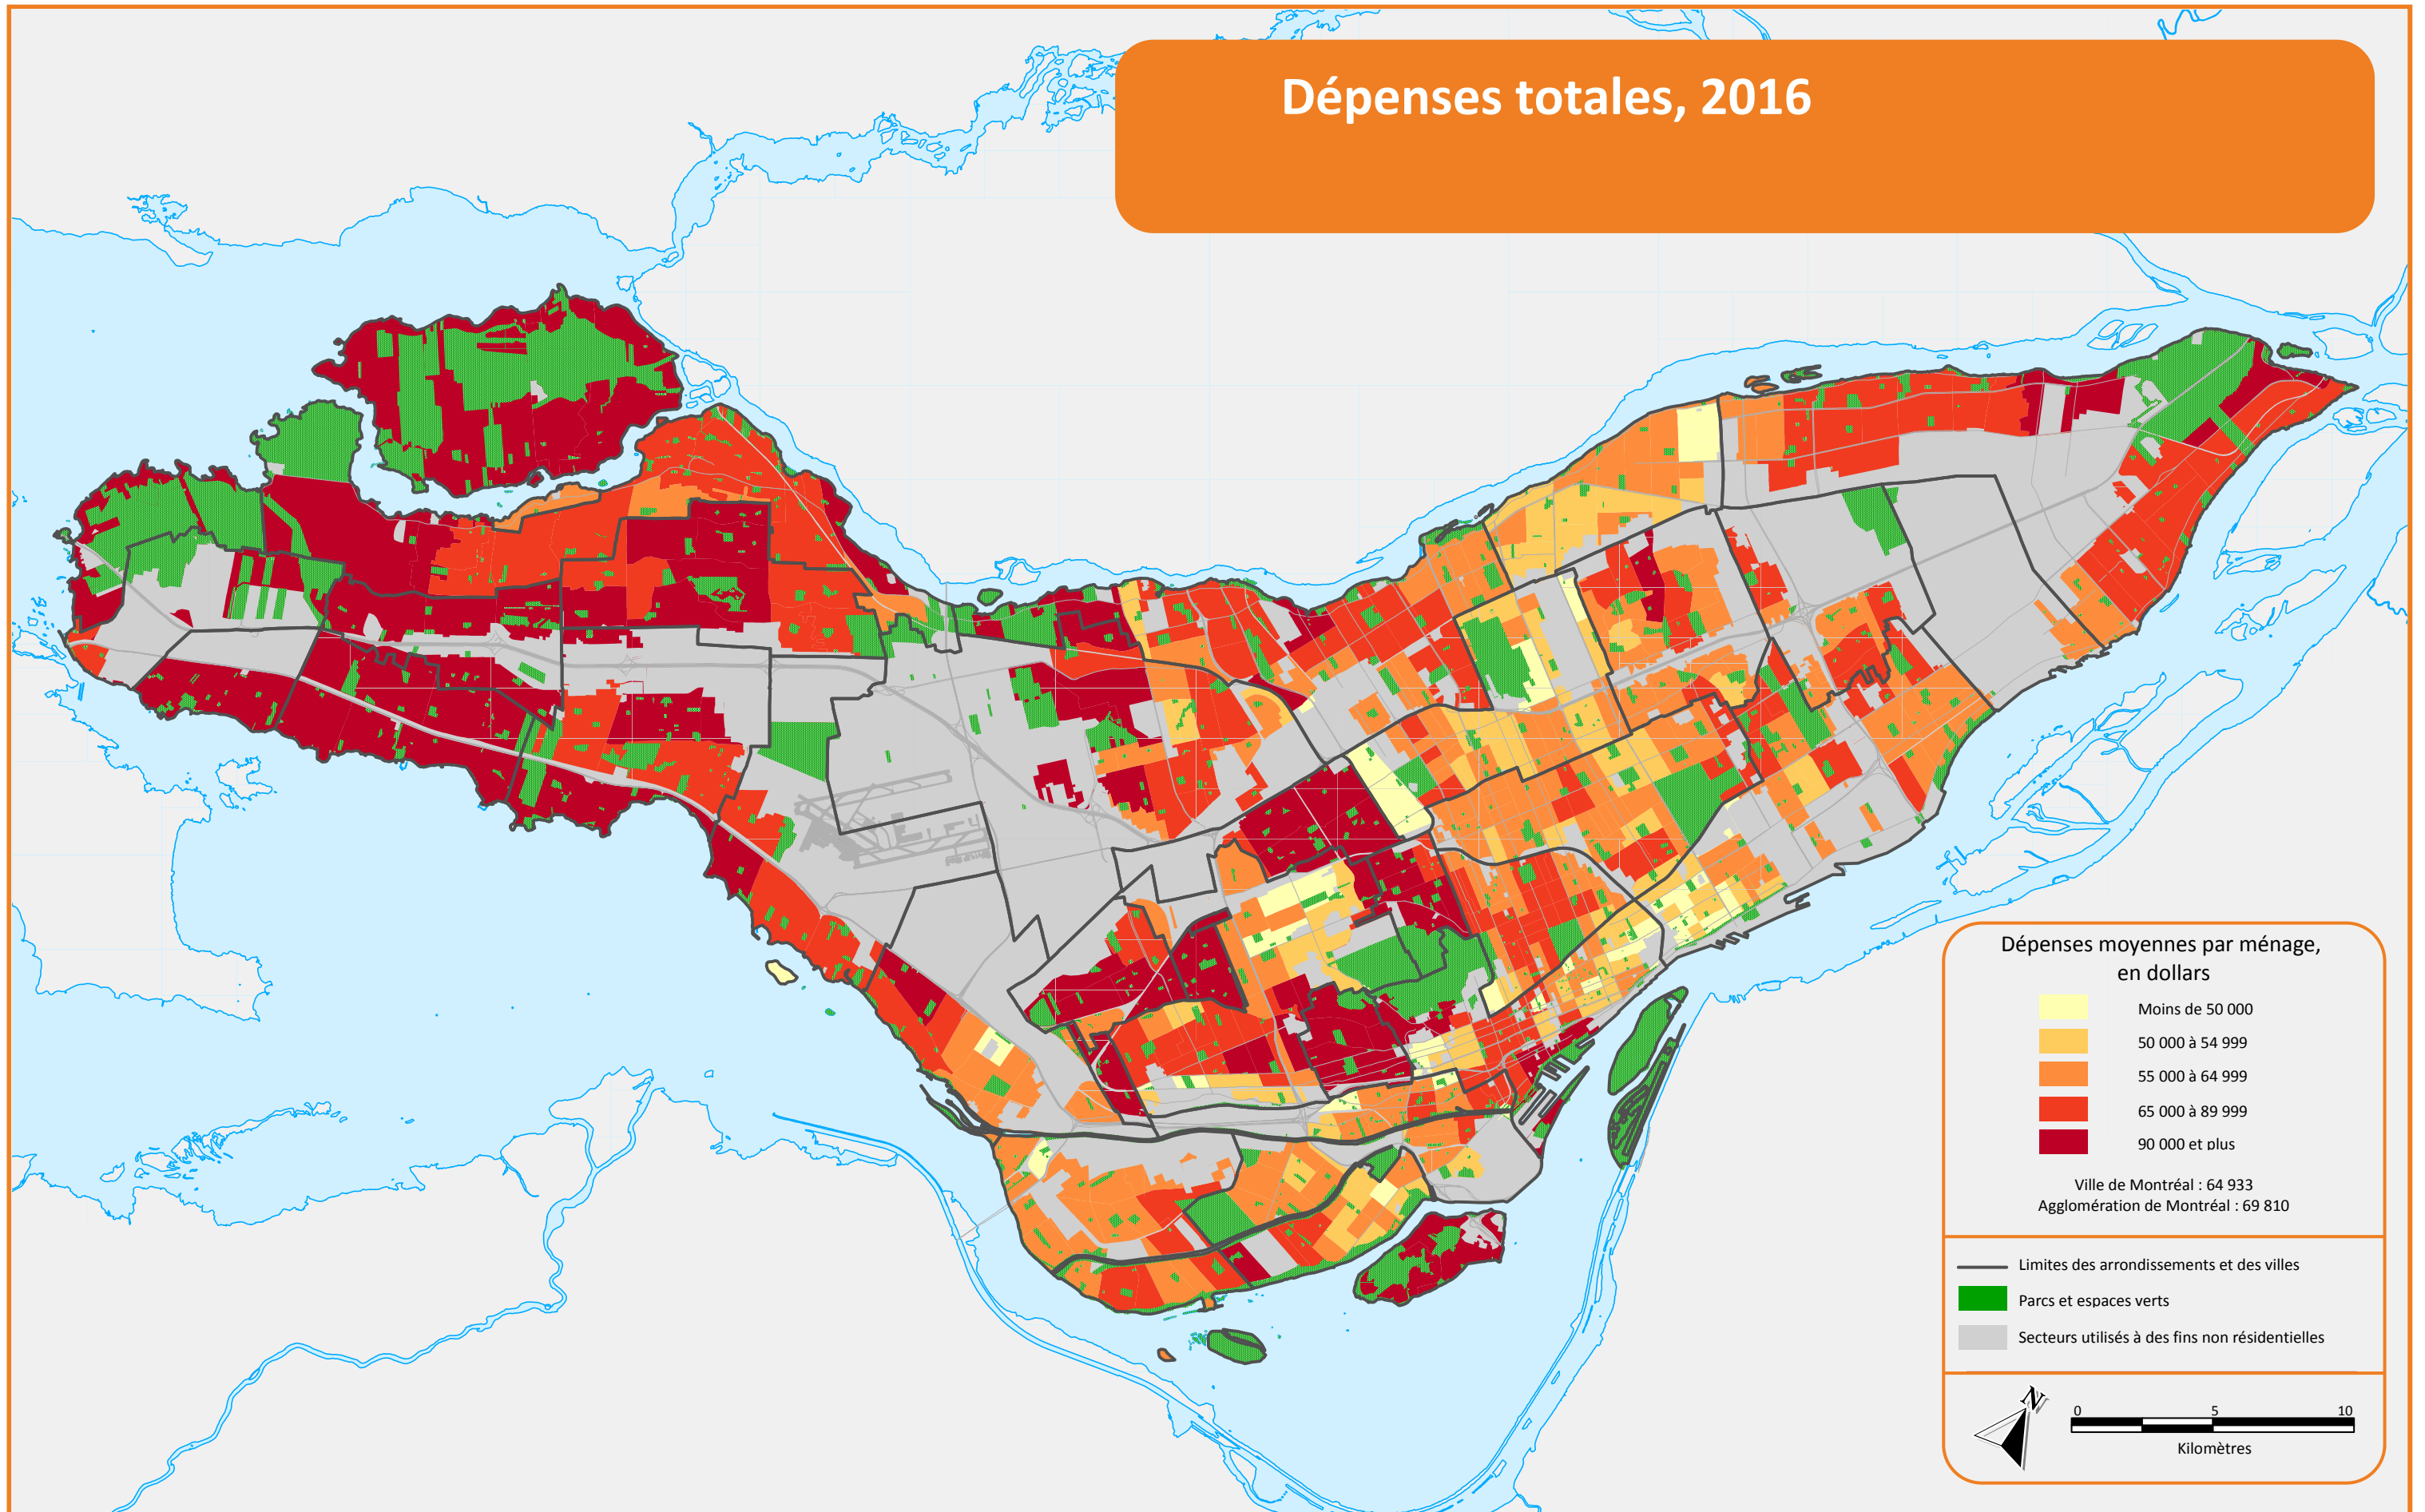 Dépenses totales, 2016
Dépenses moyennes par ménage,
en dollars
Moins de 50 000
50 000 à 54 999
55 000 à 64 999
65 000 à 89 999
90 000 et plus
Ville de Montréal : 64 933
Agglomération de Montréal : 69 810
Limites des arrondissements et des villes
Parcs et espaces verts
Secteurs utilisés à des fins non résidentielles
N
0 5 10
Kilomètres